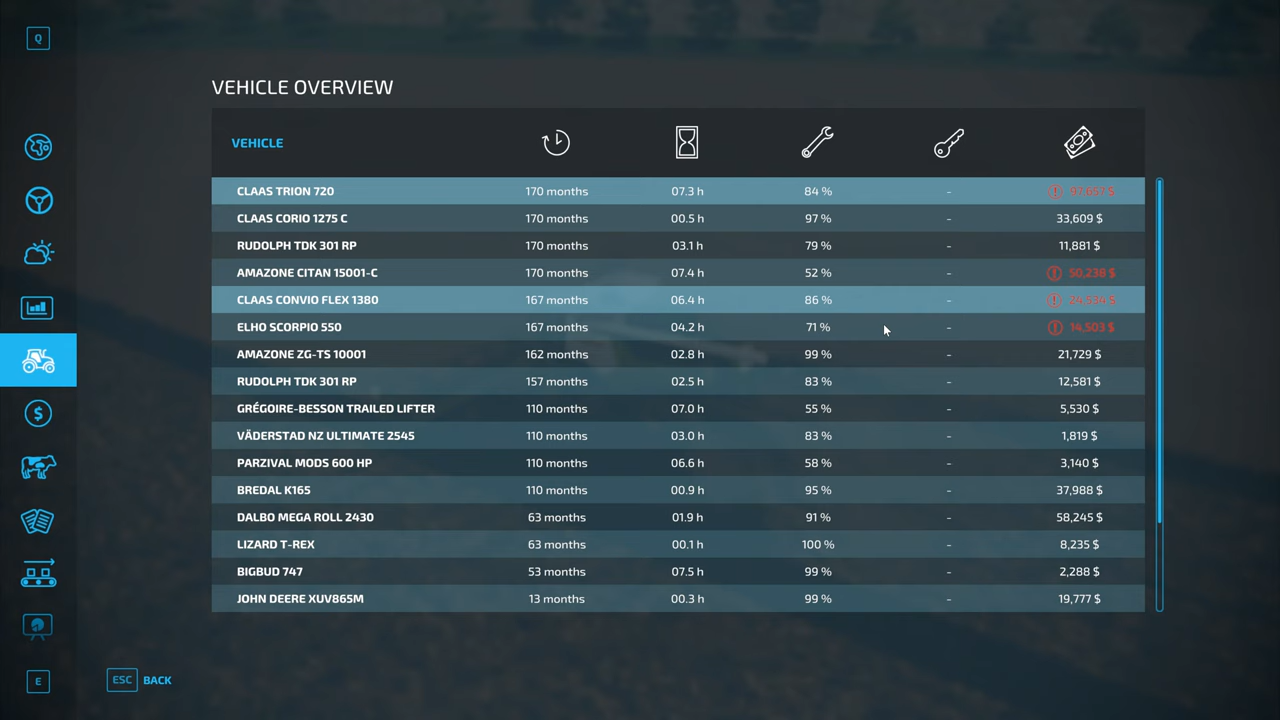 Q
VEHICLE OVERVIEW
VEHICLE
CLAAS TRION 720 170 months 07.3 h 84 % - 97,657 $
CLAAS CORIO 1275 C 170 months 00.5 h 97 % - 33,609 $
RUDOLPH TDK 301 RP 170 months 03.1 h 79 % - 11,881 $
AMAZONE CITAN 15001-C 170 months 07.4 h 52 % - 50,238 $
CLAAS CONVIO FLEX 1380 167 months 06.4 h 86 % - 24,534 $
ELHO SCORPIO 550 167 months 04.2 h 71 % - 14,503 $
AMAZONE ZG-TS 10001 162 months 02.8 h 99 % - 21,729 $
RUDOLPH TDK 301 RP 157 months 02.5 h 83 % - 12,581 $
GRÉGOIRE-BESSON TRAILED LIFTER 110 months 07.0 h 55 % - 5,530 $
VÄDERSTAD NZ ULTIMATE 2545 110 months 03.0 h 83 % - 1,819 $
PARZIVAL MODS 600 HP 110 months 06.6 h 58 % - 3,140 $
BREDAL K165 110 months 00.9 h 95 % - 37,988 $
DALBO MEGA ROLL 2430 63 months 01.9 h 91 % - 58,245 $
LIZARD T-REX 63 months 00.1 h 100 % - 8,235 $
BIGBUD 747 53 months 07.5 h 99 % - 2,288 $
JOHN DEERE XUV865M 13 months 00.3 h 99 % - 19,777 $
E
ESC BACK